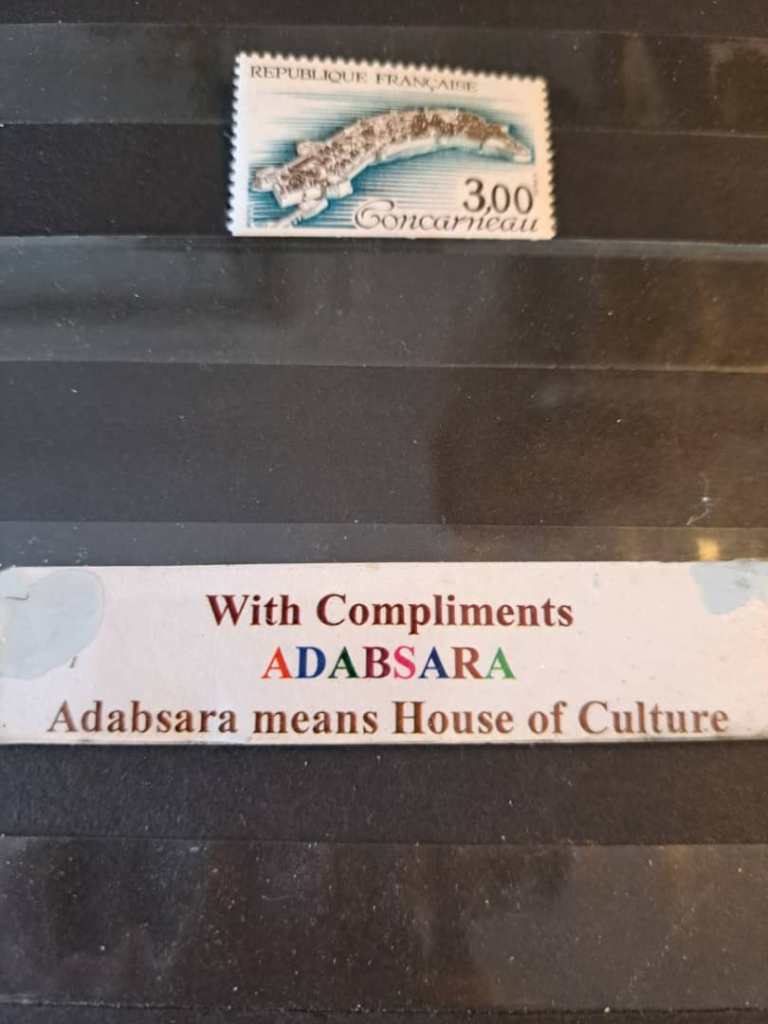 REPUBLIQUE FRANÇAISE
3,00
Concarneau
With Compliments
ADABSARA
Adabsara means House of Culture